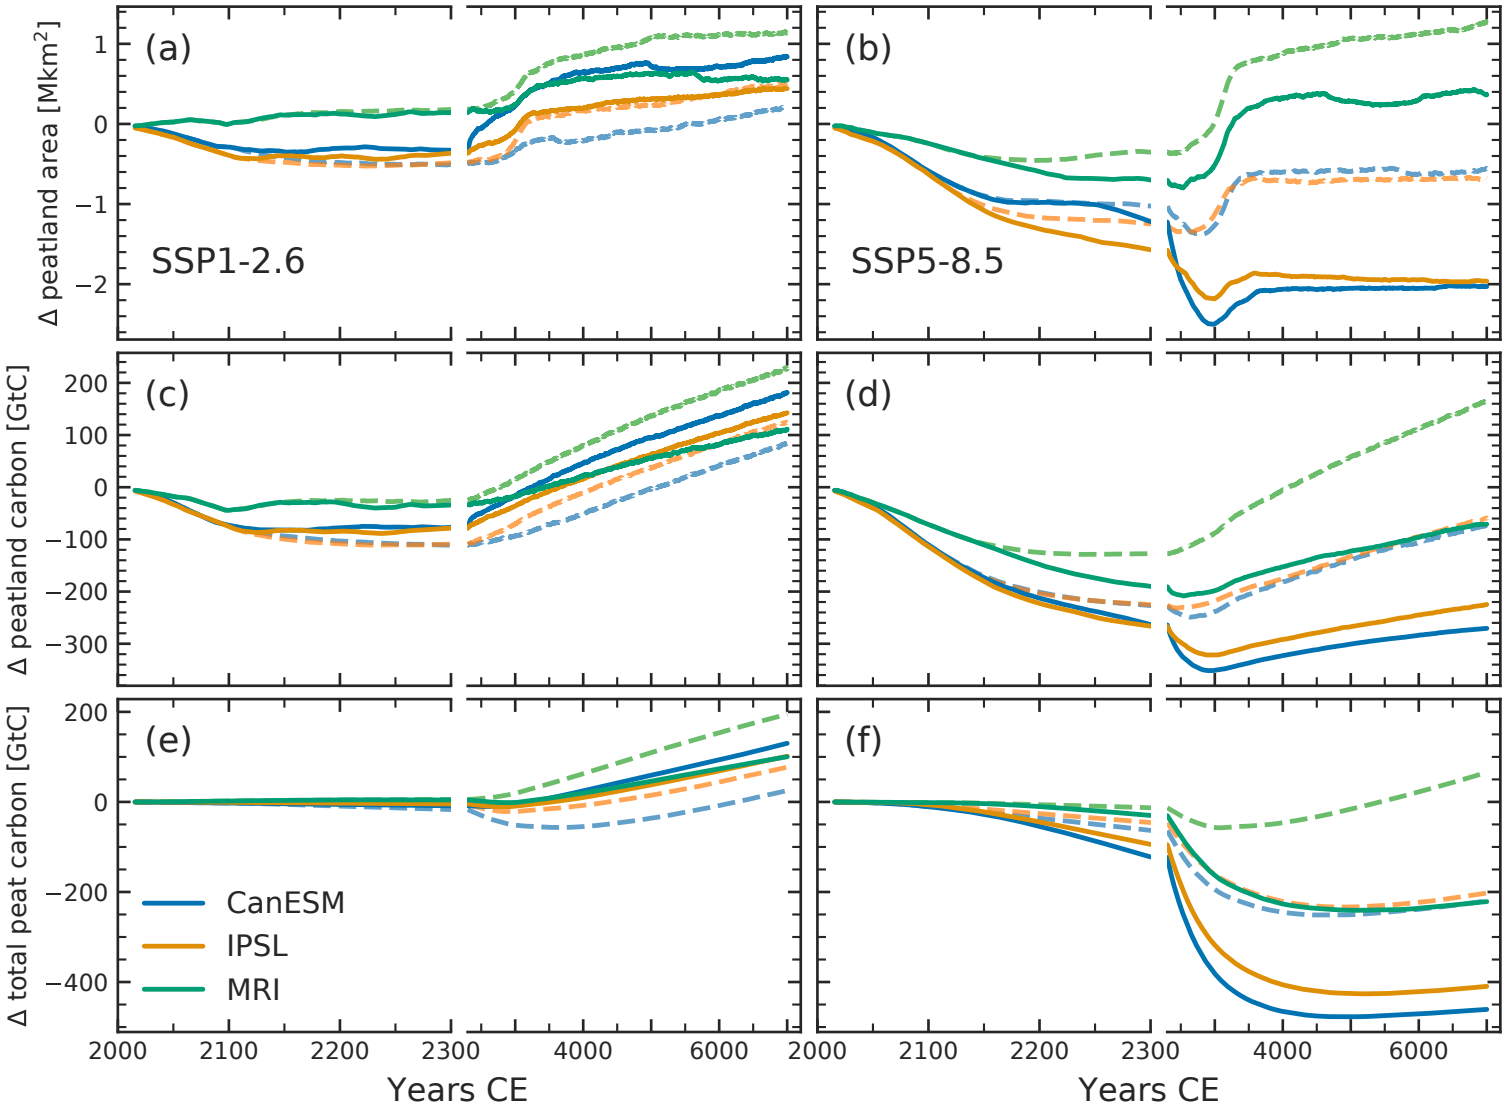 Δ peatland area [Mkm²]
1
0
−1
−2
(a)
SSP1-2.6
(b)
SSP5-8.5
Δ peatland carbon [GtC]
200
100
0
−100
−200
−300
(c)
(d)
Δ total peat carbon [GtC]
200
0
−200
−400
(e)
CanESM
IPSL
MRI
(f)
2000 2100 2200 2300 4000 6000 2000 2100 2200 2300 4000 6000
Years CE Years CE